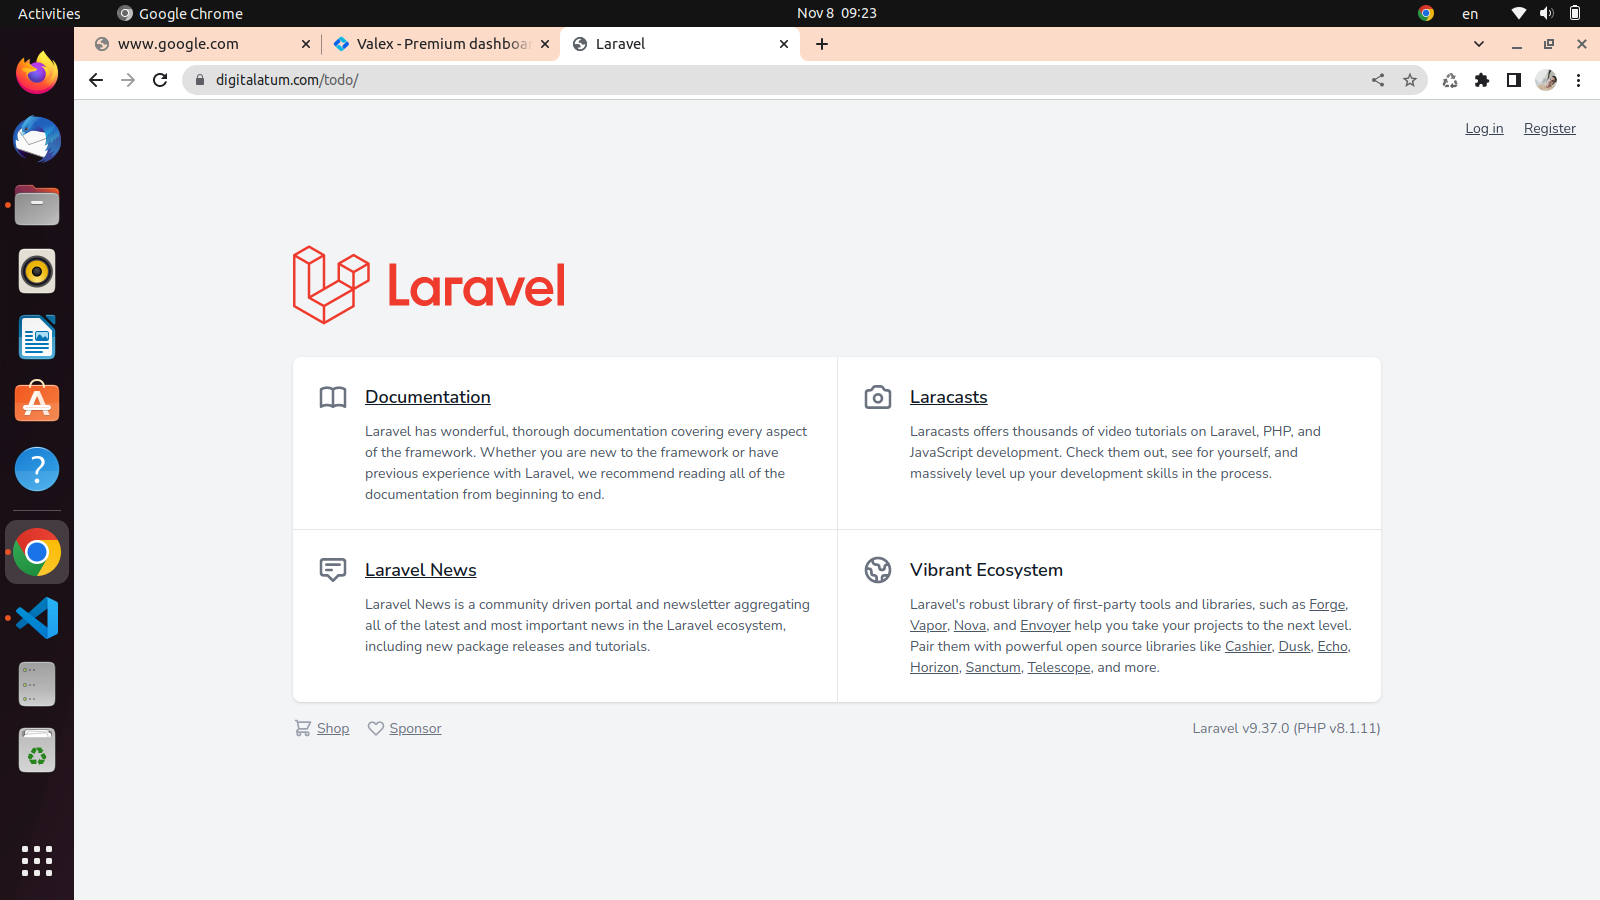 Activities
Google Chrome
Nov 8 09:23
en
www.google.com
Valex - Premium dashboa
Laravel
digitalatum.com/todo/
Log in
Register
Laravel
Documentation
Laravel has wonderful, thorough documentation covering every aspect
of the framework. Whether you are new to the framework or have
previous experience with Laravel, we recommend reading all of the
documentation from beginning to end.
Laracasts
Laracasts offers thousands of video tutorials on Laravel, PHP, and
JavaScript development. Check them out, see for yourself, and
massively level up your development skills in the process.
Laravel News
Laravel News is a community driven portal and newsletter aggregating
all of the latest and most important news in the Laravel ecosystem,
including new package releases and tutorials.
Vibrant Ecosystem
Laravel's robust library of first-party tools and libraries, such as Forge,
Vapor, Nova, and Envoyer help you take your projects to the next level.
Pair them with powerful open source libraries like Cashier, Dusk, Echo,
Horizon, Sanctum, Telescope, and more.
Shop
Sponsor
Laravel v9.37.0 (PHP v8.1.11)